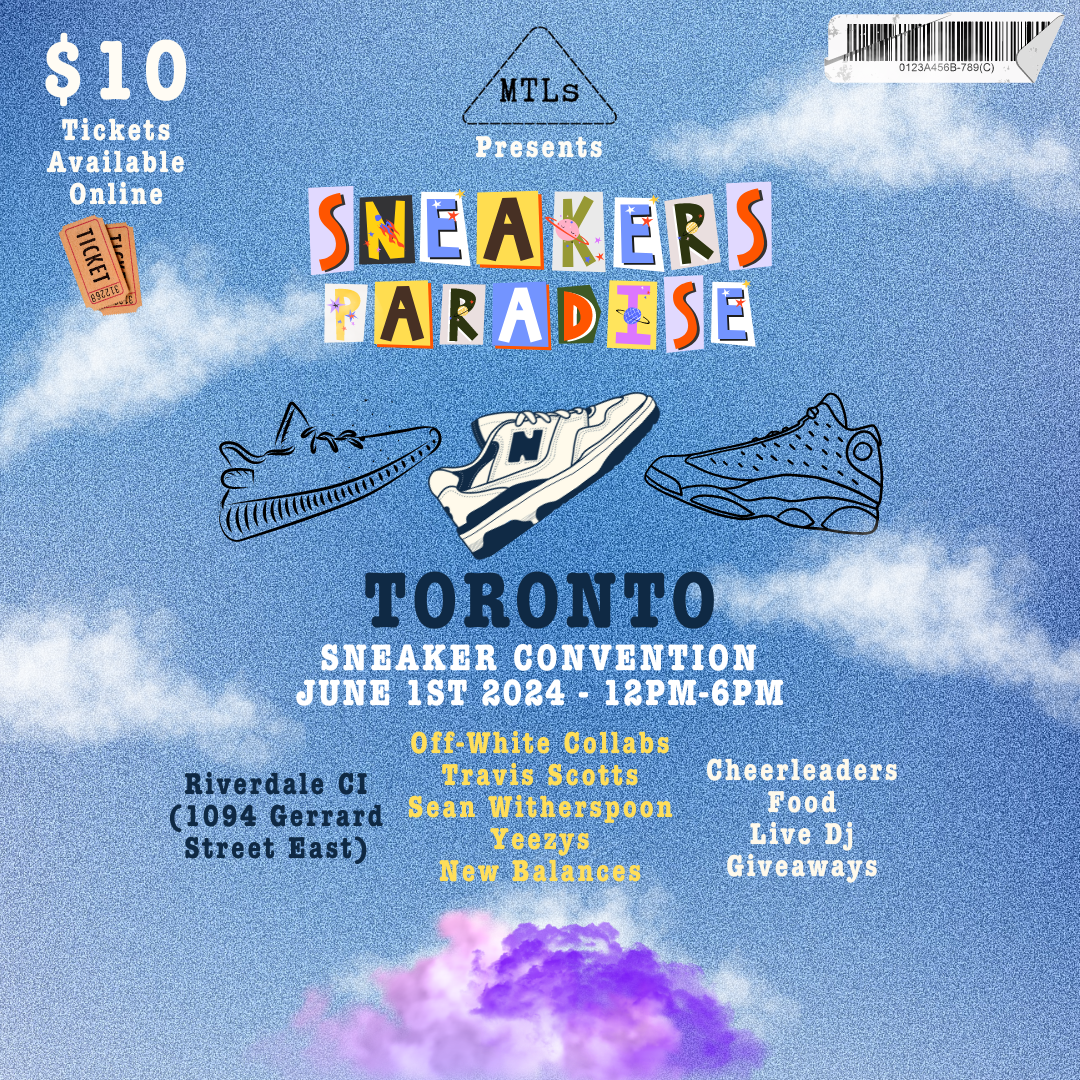 $10
Tickets
Available
Online
TICKET
312268
MTLs
Presents
0123A456B-789(C)
SNEAKERS
PARADISE
N
TORONTO
SNEAKER CONVENTION
JUNE 1ST 2024 - 12PM-6PM
Riverdale CI
(1094 Gerrard
Street East)
Off-White Collabs
Travis Scotts
Sean Witherspoon
Yeezys
New Balances
Cheerleaders
Food
Live Dj
Giveaways